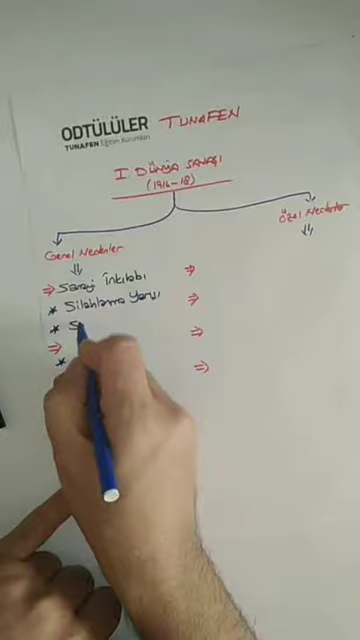 ODTÜLÜLER TUNAFEN
TUNAFEN Eğitim Kurumları
I DÜNYA SAVAŞI
(1914-18)
Genel Nedenler
Özel Nedenler
⇒ Sanayi İnkılabı ⇒
* Silahlanma Yarışı ⇒
* S ⇒
⇒
* ⇒